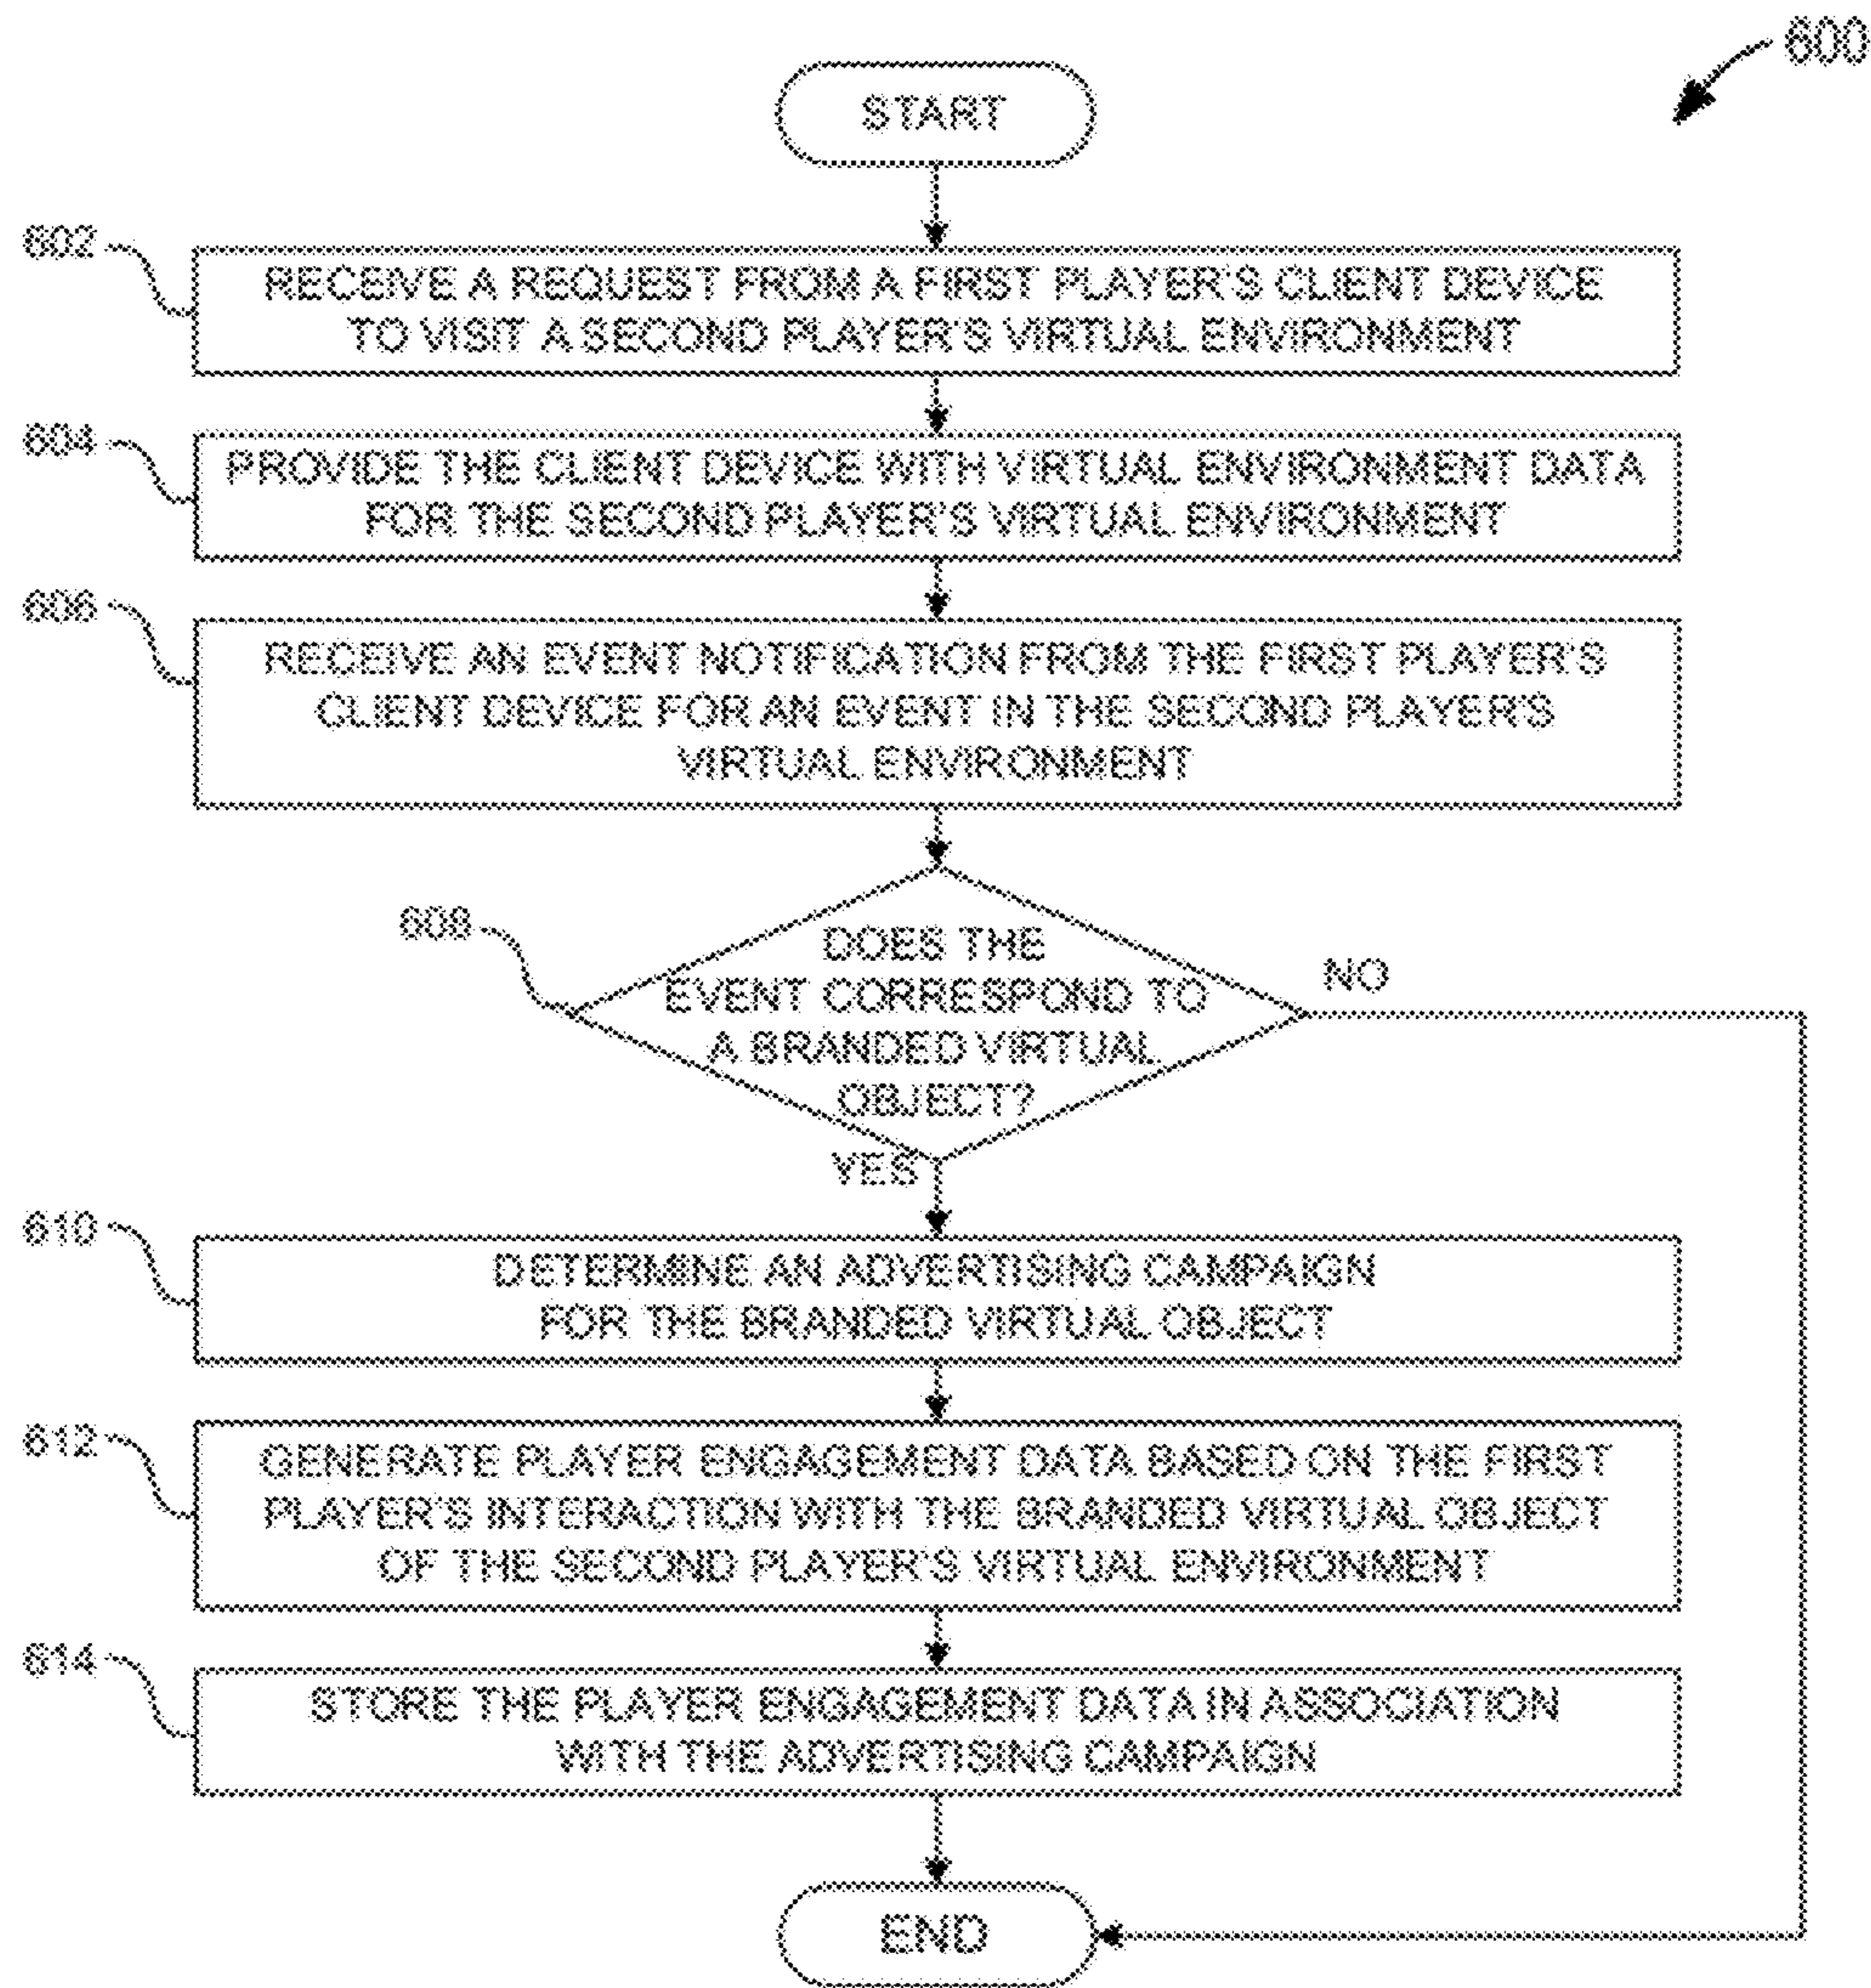 600
START
602
RECEIVE A REQUEST FROM A FIRST PLAYER'S CLIENT DEVICE
TO VISIT A SECOND PLAYER'S VIRTUAL ENVIRONMENT
604
PROVIDE THE CLIENT DEVICE WITH VIRTUAL ENVIRONMENT DATA
FOR THE SECOND PLAYER'S VIRTUAL ENVIRONMENT
606
RECEIVE AN EVENT NOTIFICATION FROM THE FIRST PLAYER'S
CLIENT DEVICE FOR AN EVENT IN THE SECOND PLAYER'S
VIRTUAL ENVIRONMENT
608
DOES THE
EVENT CORRESPOND TO
A BRANDED VIRTUAL
OBJECT?
NO
YES
610
DETERMINE AN ADVERTISING CAMPAIGN
FOR THE BRANDED VIRTUAL OBJECT
612
GENERATE PLAYER ENGAGEMENT DATA BASED ON THE FIRST
PLAYER'S INTERACTION WITH THE BRANDED VIRTUAL OBJECT
OF THE SECOND PLAYER'S VIRTUAL ENVIRONMENT
614
STORE THE PLAYER ENGAGEMENT DATA IN ASSOCIATION
WITH THE ADVERTISING CAMPAIGN
END